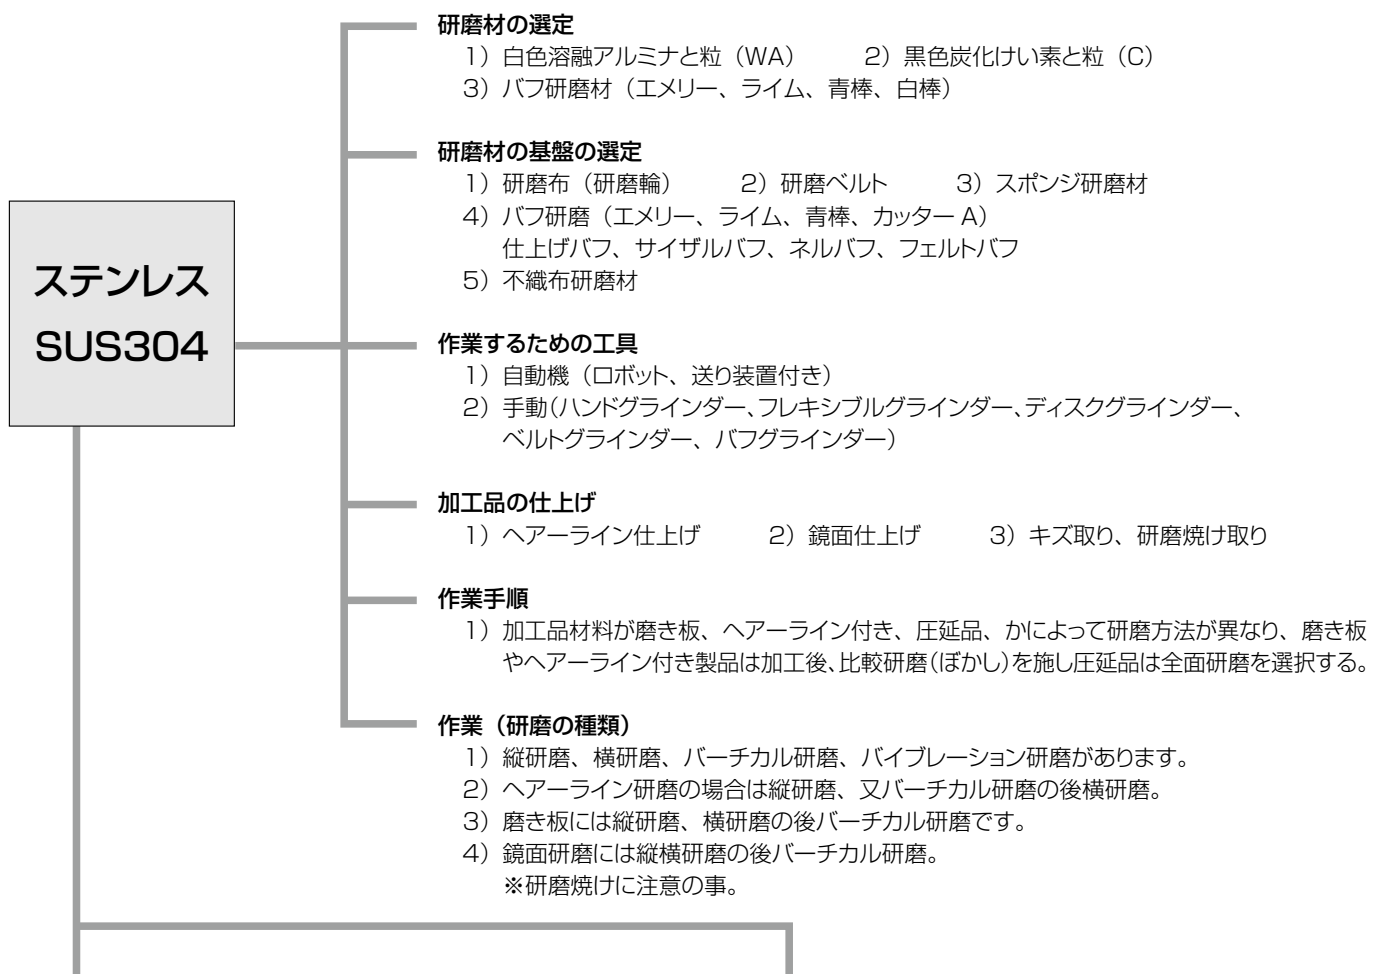 研磨材の選定
1）白色溶融アルミナと粒（WA）　2）黒色炭化けい素と粒（C）
3）バフ研磨材（エメリー、ライム、青棒、白棒）
研磨材の基盤の選定
1）研磨布（研磨輪）　2）研磨ベルト　3）スポンジ研磨材
4）バフ研磨（エメリー、ライム、青棒、カッター A）
仕上げバフ、サイザルバフ、ネルバフ、フェルトバフ
5）不織布研磨材
ステンレス
SUS304
作業するための工具
1）自動機（ロボット、送り装置付き）
2）手動（ハンドグラインダー、フレキシブルグラインダー、ディスクグラインダー、
ベルトグラインダー、バフグラインダー）
加工品の仕上げ
1）ヘアーライン仕上げ　2）鏡面仕上げ　3）キズ取り、研磨焼け取り
作業手順
1）加工品材料が磨き板、ヘアーライン付き、圧延品、かによって研磨方法が異なり、磨き板
やヘアーライン付き製品は加工後、比較研磨（ぼかし）を施し圧延品は全面研磨を選択する。
作業（研磨の種類）
1）縦研磨、横研磨、バーチカル研磨、バイブレーション研磨があります。
2）ヘアーライン研磨の場合は縦研磨、又バーチカル研磨の後横研磨。
3）磨き板には縦研磨、横研磨の後バーチカル研磨です。
4）鏡面研磨には縦横研磨の後バーチカル研磨。
※研磨焼けに注意の事。